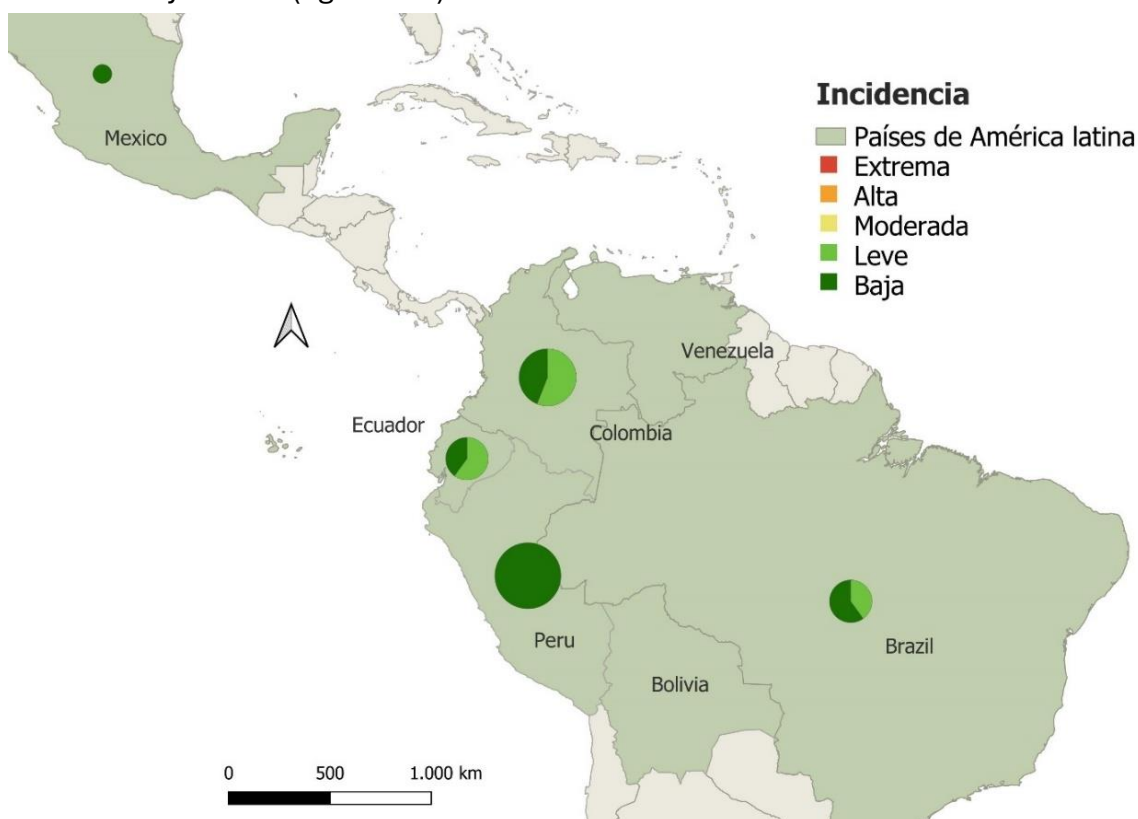 Incidencia
Países de América latina
Extrema
Alta
Moderada
Leve
Baja
Mexico
Venezuela
Ecuador
Colombia
Peru
Brazil
Bolivia
0 500 1.000 km